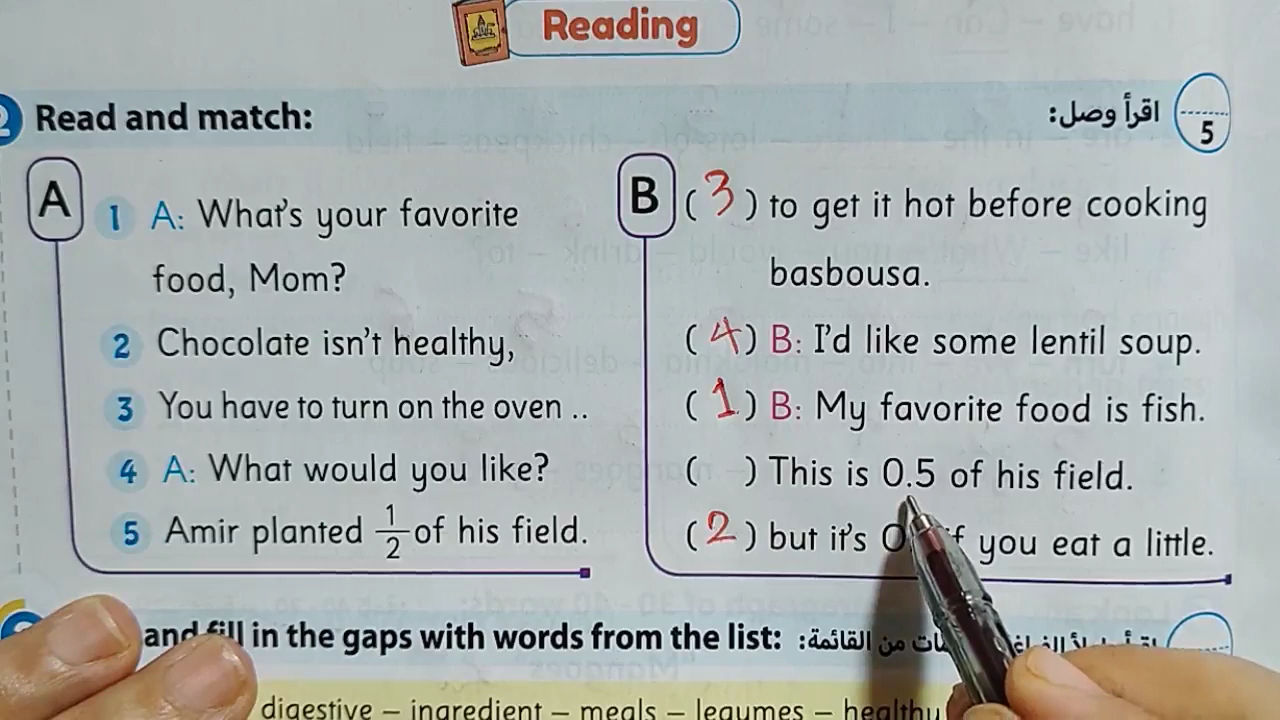 Reading
2 Read and match:
اقرأ وصل:
5
A
1 A: What's your favorite
food, Mom?
2 Chocolate isn't healthy,
3 You have to turn on the oven ..
4 A: What would you like?
5 Amir planted 1/2 of his field.
B
(3) to get it hot before cooking
basbousa.
(4) B: I'd like some lentil soup.
(1) B: My favorite food is fish.
( ) This is 0.5 of his field.
(2) but it's if you eat a little.
and fill in the gaps with words from the list:
من القائمة:
digestive – ingredient – meals – legumes – healthy